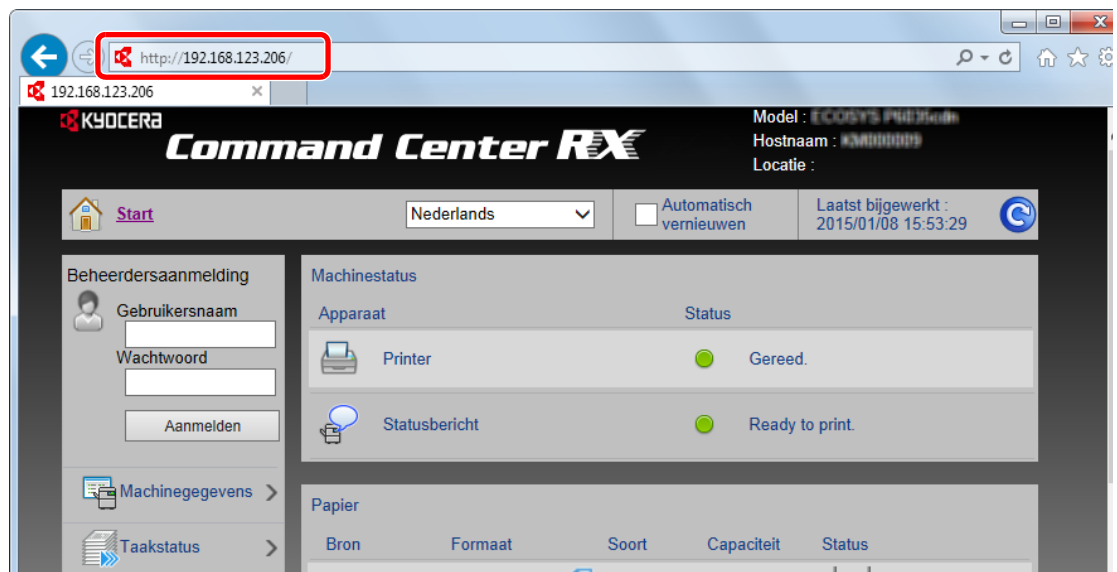 http://192.168.123.206/
192.168.123.206
KYOCERA
Command Center RX
Model :
Hostnaam :
Locatie :
Start
Nederlands
Automatisch
vernieuwen
Laatst bijgewerkt :
2015/01/08 15:53:29
Beheerdersaanmelding
Gebruikersnaam
Wachtwoord
Aanmelden
Machinegegevens
Taakstatus
Machinestatus
Apparaat Status
Printer Gereed.
Statusbericht Ready to print.
Papier
Bron Formaat Soort Capaciteit Status